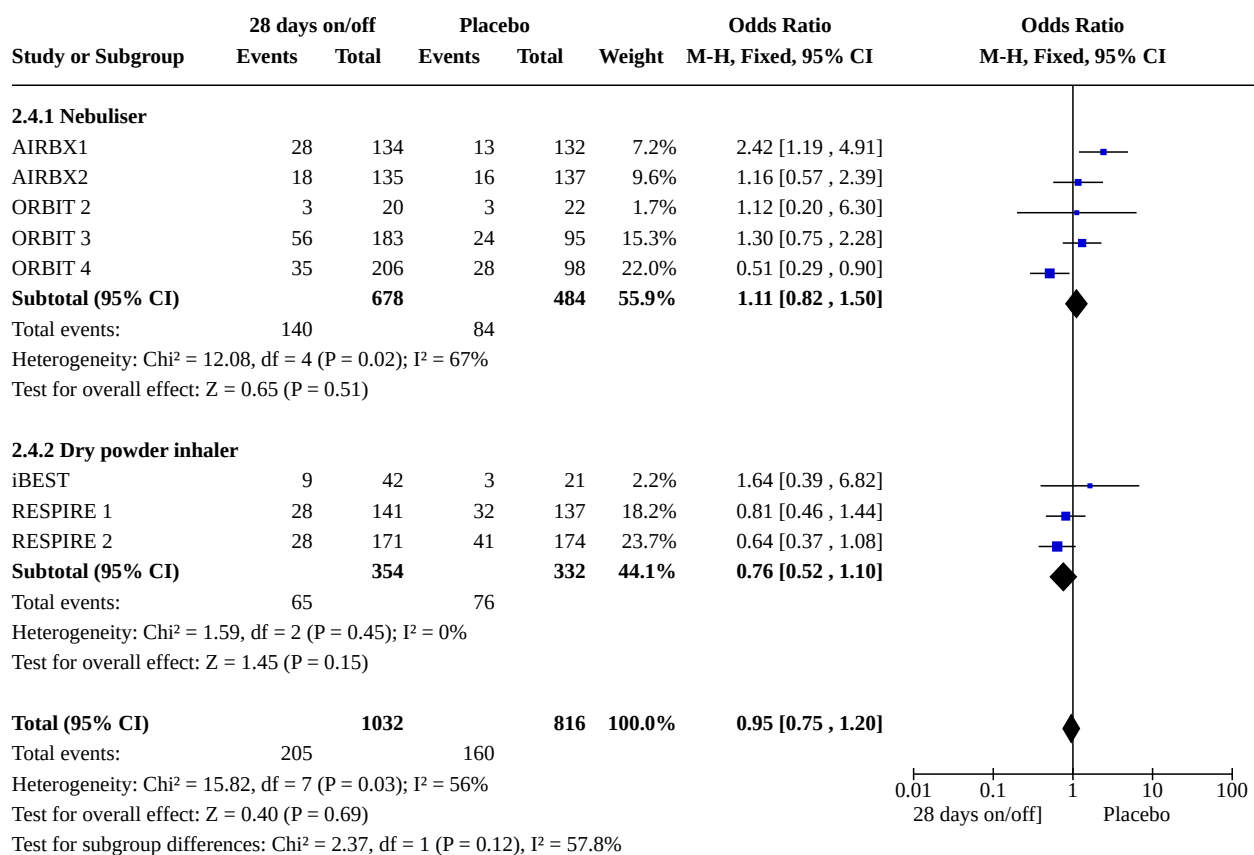 28 days on/off Placebo Odds Ratio Odds Ratio
Study or Subgroup Events Total Events Total Weight M-H, Fixed, 95% CI M-H, Fixed, 95% CI
2.4.1 Nebuliser
AIRBX1 28 134 13 132 7.2% 2.42 [1.19 , 4.91]
AIRBX2 18 135 16 137 9.6% 1.16 [0.57 , 2.39]
ORBIT 2 3 20 3 22 1.7% 1.12 [0.20 , 6.30]
ORBIT 3 56 183 24 95 15.3% 1.30 [0.75 , 2.28]
ORBIT 4 35 206 28 98 22.0% 0.51 [0.29 , 0.90]
Subtotal (95% CI) 678 484 55.9% 1.11 [0.82 , 1.50]
Total events: 140 84
Heterogeneity: Chi² = 12.08, df = 4 (P = 0.02); I² = 67%
Test for overall effect: Z = 0.65 (P = 0.51)
2.4.2 Dry powder inhaler
iBEST 9 42 3 21 2.2% 1.64 [0.39 , 6.82]
RESPIRE 1 28 141 32 137 18.2% 0.81 [0.46 , 1.44]
RESPIRE 2 28 171 41 174 23.7% 0.64 [0.37 , 1.08]
Subtotal (95% CI) 354 332 44.1% 0.76 [0.52 , 1.10]
Total events: 65 76
Heterogeneity: Chi² = 1.59, df = 2 (P = 0.45); I² = 0%
Test for overall effect: Z = 1.45 (P = 0.15)
Total (95% CI) 1032 816 100.0% 0.95 [0.75 , 1.20]
Total events: 205 160
Heterogeneity: Chi² = 15.82, df = 7 (P = 0.03); I² = 56%
0.01 0.1 1 10 100
Test for overall effect: Z = 0.40 (P = 0.69)
28 days on/off] Placebo
Test for subgroup differences: Chi² = 2.37, df = 1 (P = 0.12), I² = 57.8%